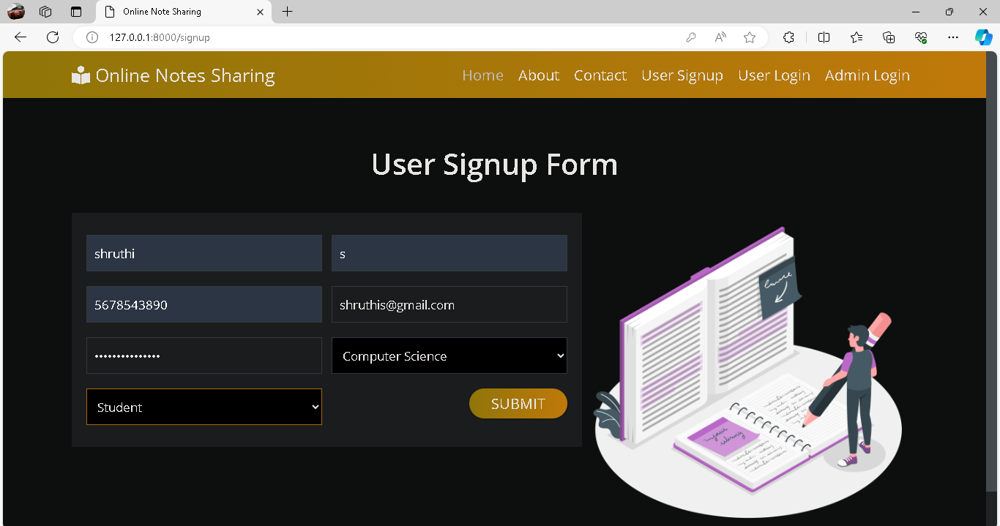 Online Note Sharing
127.0.0.1:8000/signup
Online Notes Sharing
Home About Contact User Signup User Login Admin Login
User Signup Form
shruthi s
5678543890 shruthis@gmail.com
••••••••••••••• Computer Science
Student SUBMIT